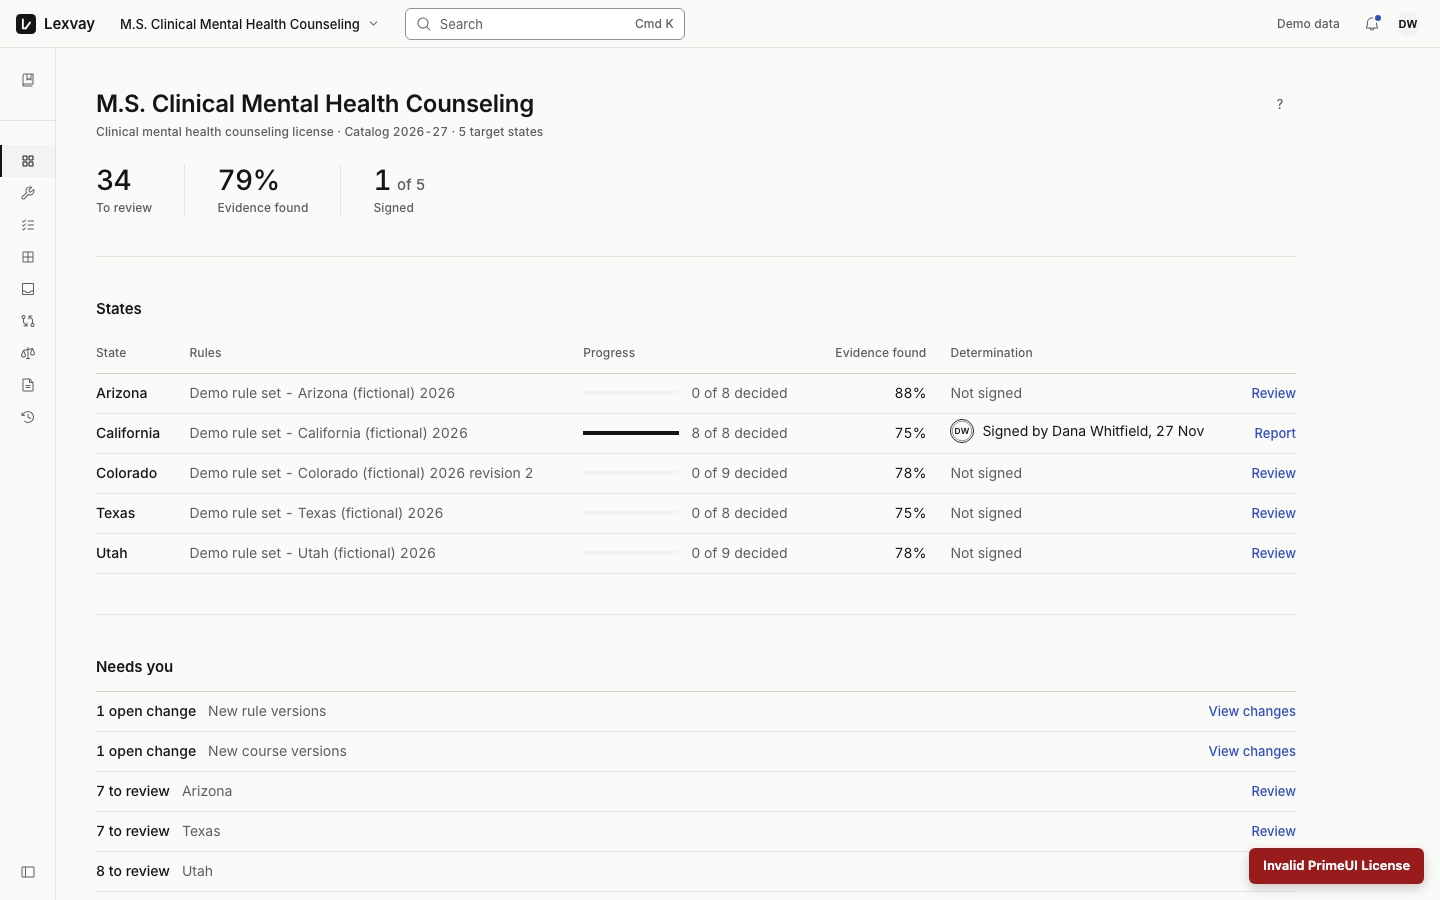 Lexvay M.S. Clinical Mental Health Counseling Search Cmd K Demo data DW
M.S. Clinical Mental Health Counseling ?
Clinical mental health counseling license · Catalog 2026-27 · 5 target states
34 79% 1 of 5
To review Evidence found Signed
States
State Rules Progress Evidence found Determination
Arizona Demo rule set - Arizona (fictional) 2026 0 of 8 decided 88% Not signed Review
California Demo rule set - California (fictional) 2026 8 of 8 decided 75% DW Signed by Dana Whitfield, 27 Nov Report
Colorado Demo rule set - Colorado (fictional) 2026 revision 2 0 of 9 decided 78% Not signed Review
Texas Demo rule set - Texas (fictional) 2026 0 of 8 decided 75% Not signed Review
Utah Demo rule set - Utah (fictional) 2026 0 of 9 decided 78% Not signed Review
Needs you
1 open change New rule versions View changes
1 open change New course versions View changes
7 to review Arizona Review
7 to review Texas Review
8 to review Utah
Invalid PrimeUI License